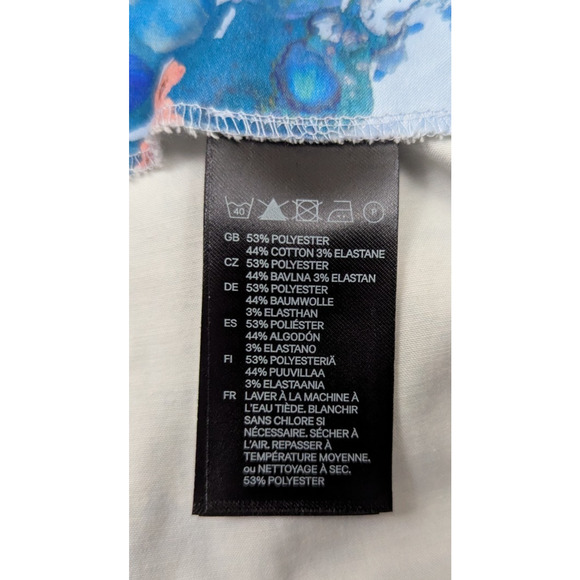 40 P
GB 53% POLYESTER
44% COTTON 3% ELASTANE
CZ 53% POLYESTER
44% BAVLNA 3% ELASTAN
DE 53% POLYESTER
44% BAUMWOLLE
3% ELASTHAN
ES 53% POLIÉSTER
44% ALGODÓN
3% ELASTANO
FI 53% POLYESTERIÄ
44% PUUVILLAA
3% ELASTAANIA
FR LAVER À LA MACHINE À
L'EAU TIÈDE. BLANCHIR
SANS CHLORE SI
NÉCESSAIRE. SÉCHER À
L'AIR. REPASSER À
TEMPÉRATURE MOYENNE.
ou NETTOYAGE À SEC.
53% POLYESTER